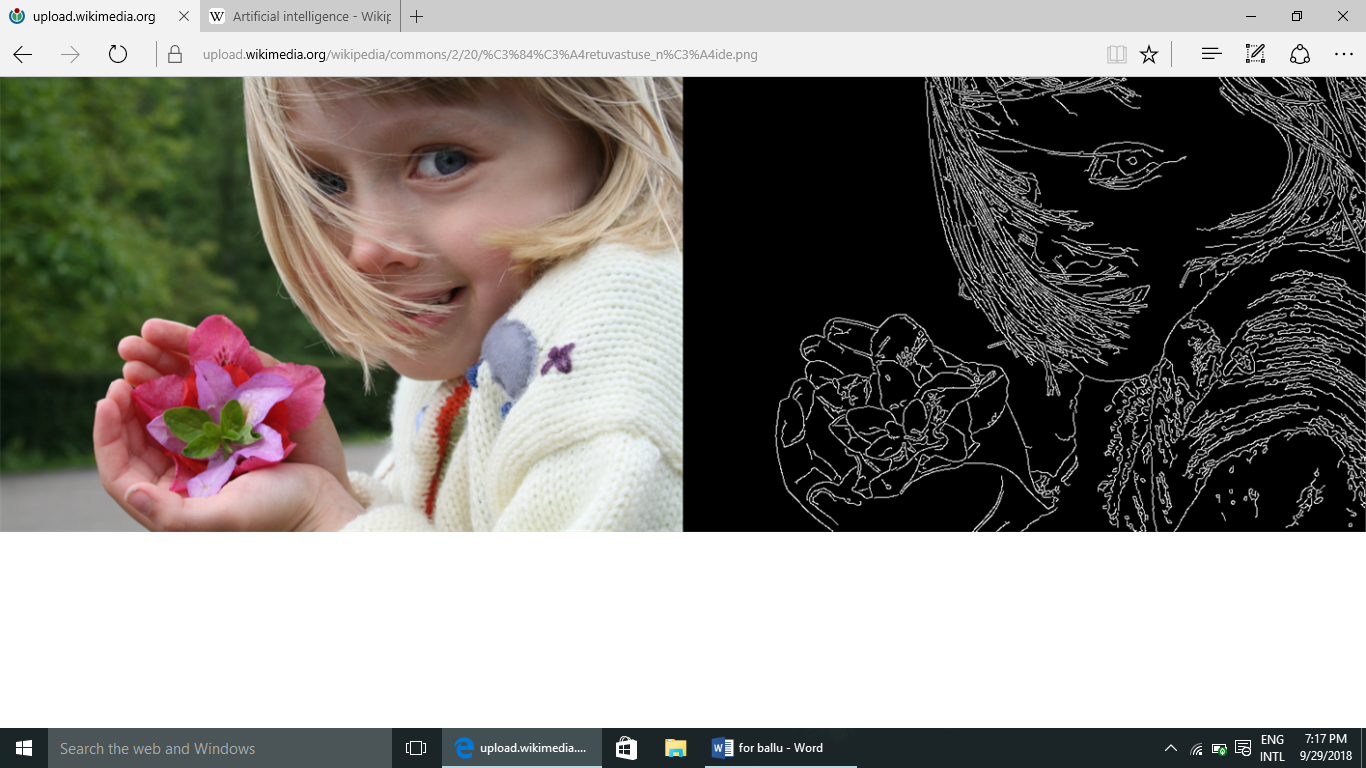 upload.wikimedia.org
W Artificial intelligence - Wikip
upload.wikimedia.org/wikipedia/commons/2/20/%C3%84%C3%A4retuvastuse_n%C3%A4ide.png
Search the web and Windows
upload.wikimedia....
for ballu - Word
ENG
INTL
7:17 PM
9/29/2018